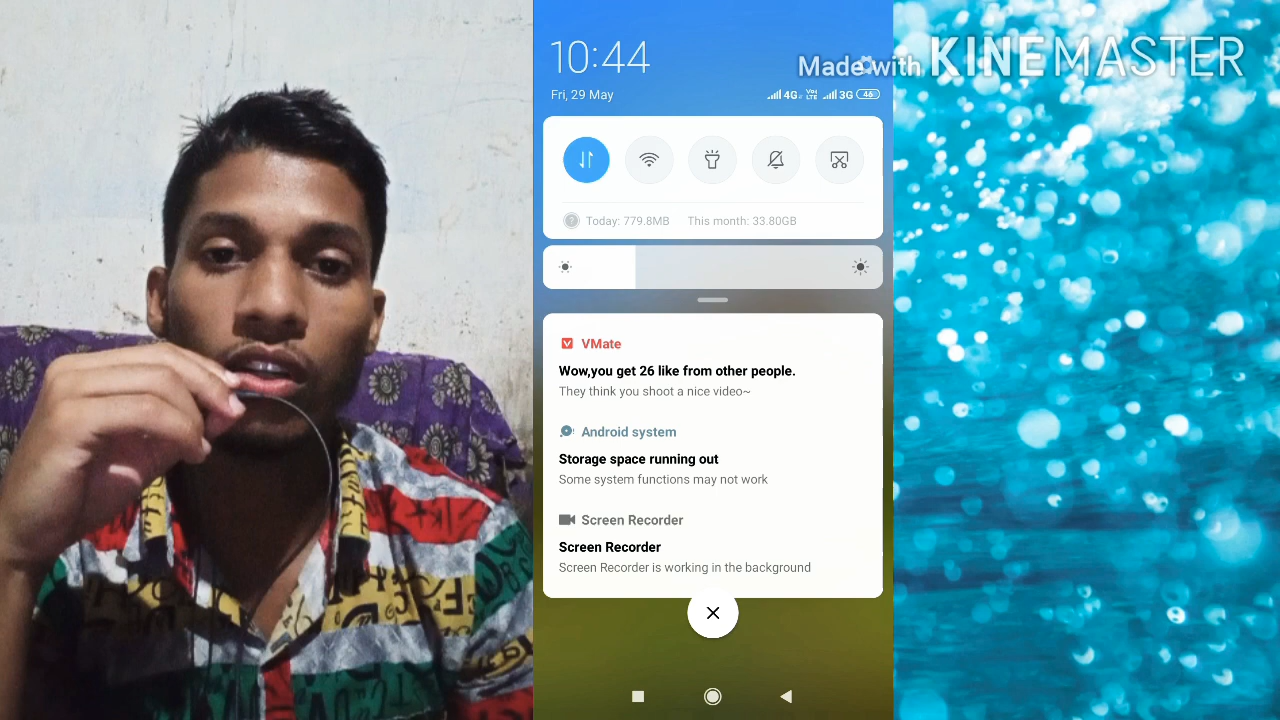 10:44
Made with KINEMASTER
Fri, 29 May
4G VoLTE 3G 46
Today: 779.8MB This month: 33.80GB
VMate
Wow,you get 26 like from other people.
They think you shoot a nice video~
Android system
Storage space running out
Some system functions may not work
Screen Recorder
Screen Recorder
Screen Recorder is working in the background